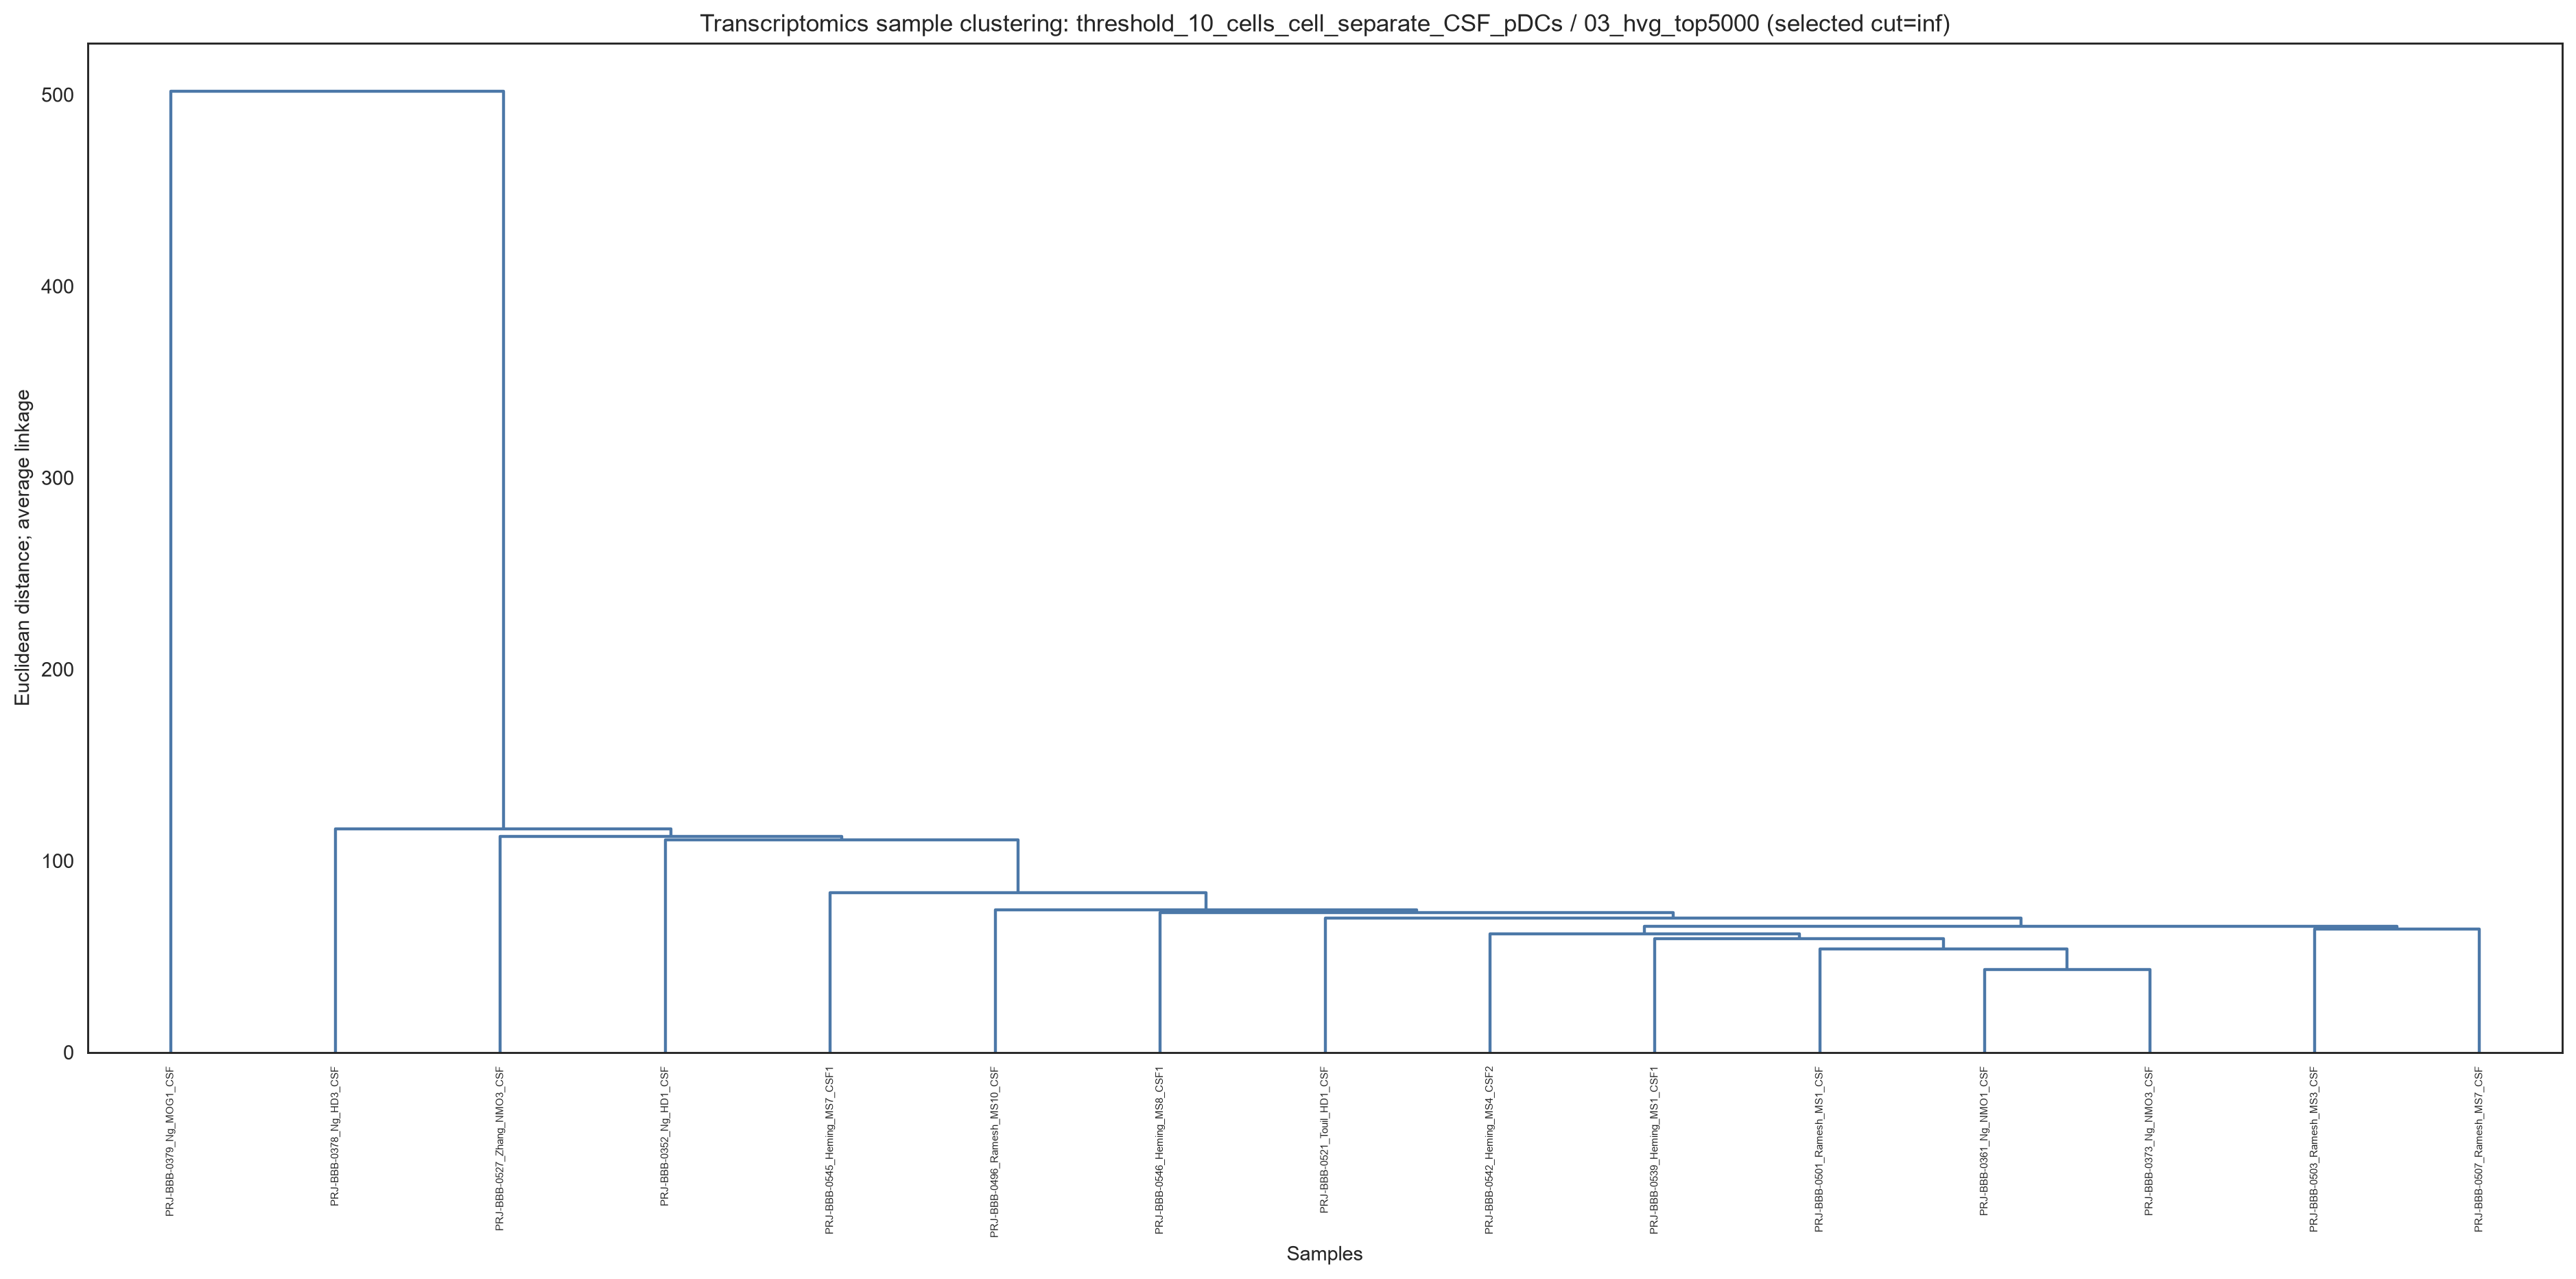 Transcriptomics sample clustering: threshold_10_cells_cell_separate_CSF_pDCs / 03_hvg_top5000 (selected cut=inf)
Euclidean distance; average linkage
500
400
300
200
100
0
PRJ-BBB-0379_Ng_MOG1_CSF
PRJ-BBB-0378_Ng_HD3_CSF
PRJ-BBB-0527_Zhang_NMO3_CSF
PRJ-BBB-0352_Ng_HD1_CSF
PRJ-BBB-0545_Heming_MS7_CSF1
PRJ-BBB-0496_Ramesh_MS10_CSF
PRJ-BBB-0546_Heming_MS8_CSF1
PRJ-BBB-0521_Touil_HD1_CSF
PRJ-BBB-0542_Heming_MS4_CSF2
PRJ-BBB-0539_Heming_MS1_CSF1
PRJ-BBB-0501_Ramesh_MS1_CSF
PRJ-BBB-0361_Ng_NMO1_CSF
PRJ-BBB-0373_Ng_NMO3_CSF
PRJ-BBB-0503_Ramesh_MS3_CSF
PRJ-BBB-0507_Ramesh_MS7_CSF
Samples